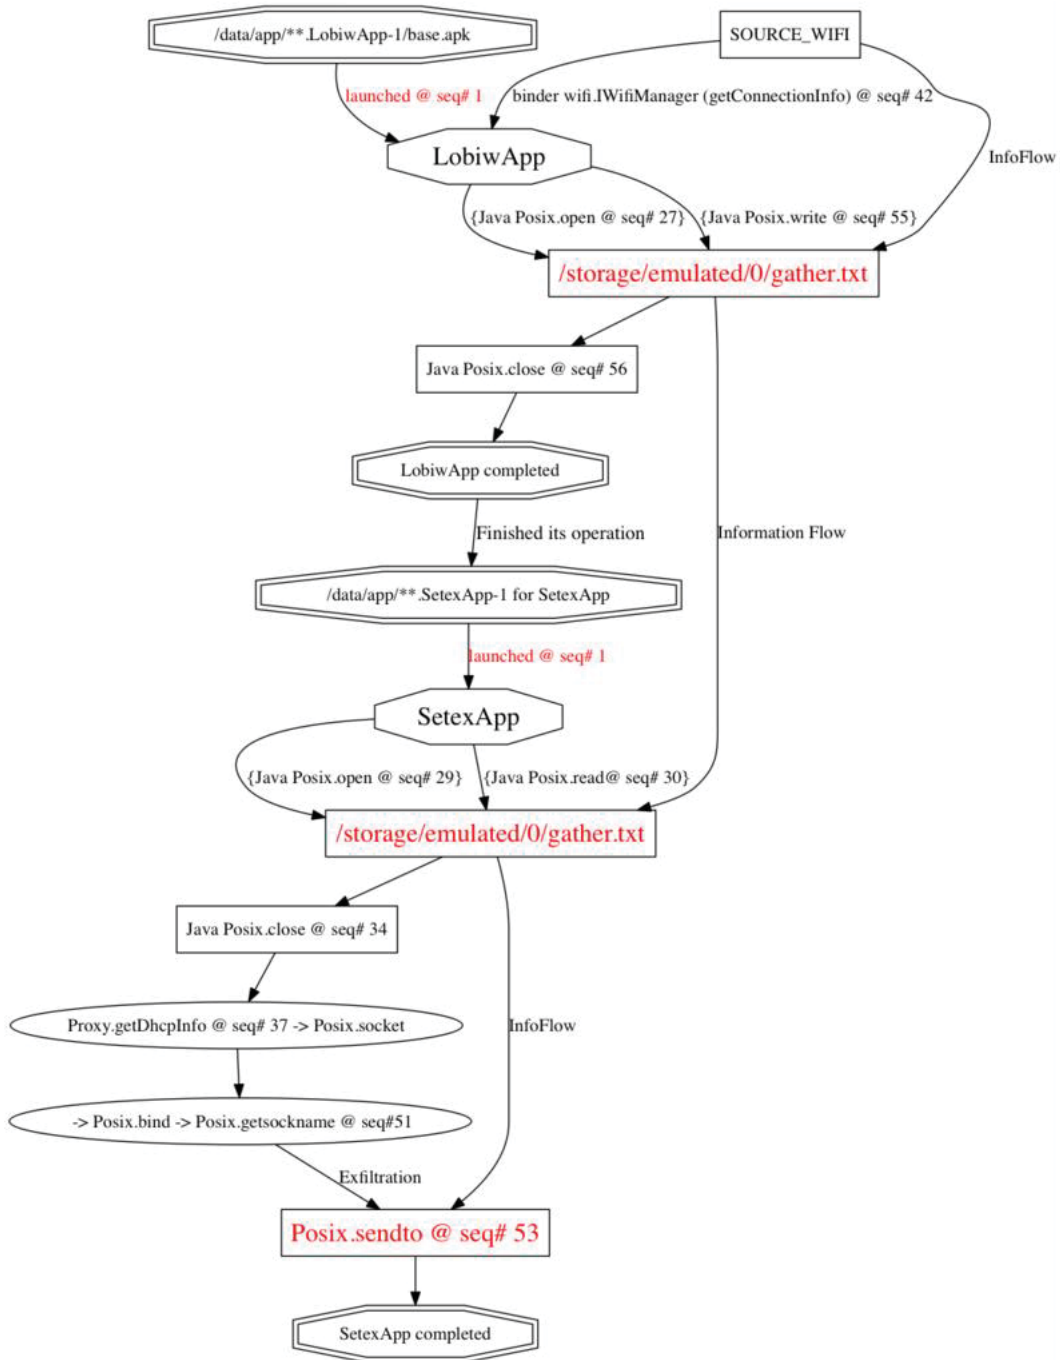 /data/app/**.LobiwApp-1/base.apk
SOURCE_WIFI
launched @ seq# 1
binder wifi.IWifiManager (getConnectionInfo) @ seq# 42
LobiwApp
InfoFlow
{Java Posix.open @ seq# 27}
{Java Posix.write @ seq# 55}
/storage/emulated/0/gather.txt
Java Posix.close @ seq# 56
LobiwApp completed
Finished its operation
Information Flow
/data/app/**.SetexApp-1 for SetexApp
launched @ seq# 1
SetexApp
{Java Posix.open @ seq# 29}
{Java Posix.read@ seq# 30}
/storage/emulated/0/gather.txt
Java Posix.close @ seq# 34
Proxy.getDhcpInfo @ seq# 37 -> Posix.socket
InfoFlow
-> Posix.bind -> Posix.getsockname @ seq#51
Exfiltration
Posix.sendto @ seq# 53
SetexApp completed